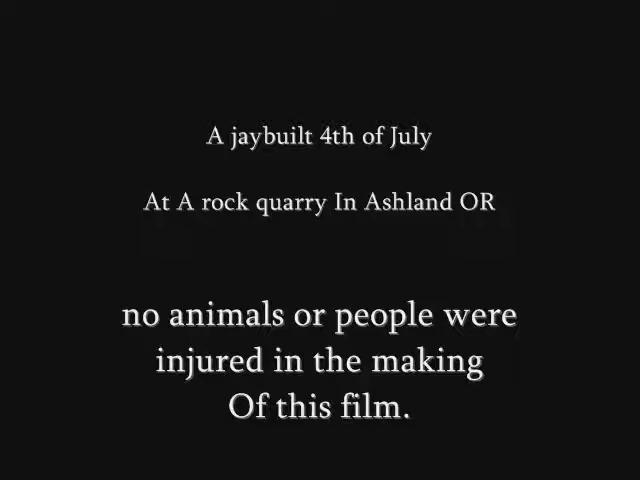 A jaybuilt 4th of July
At A rock quarry In Ashland OR
no animals or people were
injured in the making
Of this film.